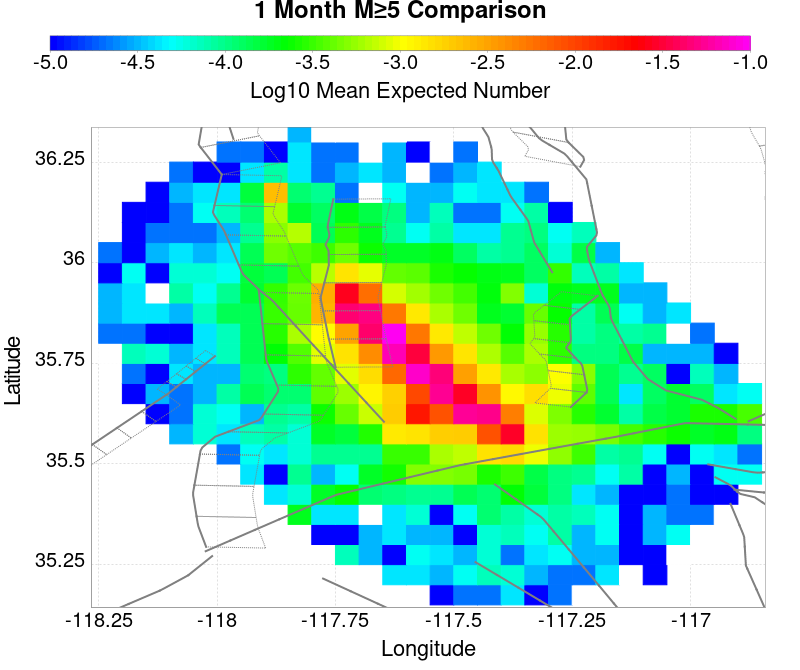 1 Month M≥5 Comparison
-5.0 -4.5 -4.0 -3.5 -3.0 -2.5 -2.0 -1.5 -1.0
Log10 Mean Expected Number
36.25
36
35.75
35.5
35.25
Latitude
-118.25 -118 -117.75 -117.5 -117.25 -117
Longitude